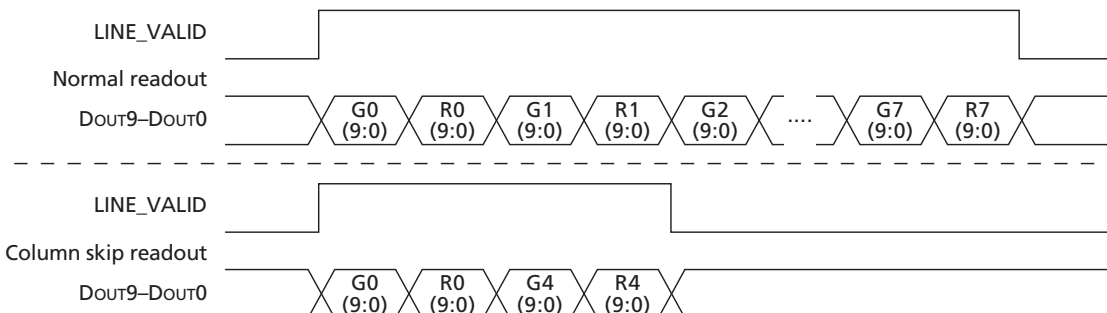 LINE_VALID
Normal readout
DOUT9–DOUT0
G0 (9:0) R0 (9:0) G1 (9:0) R1 (9:0) G2 (9:0) .... G7 (9:0) R7 (9:0)
LINE_VALID
Column skip readout
DOUT9–DOUT0
G0 (9:0) R0 (9:0) G4 (9:0) R4 (9:0)